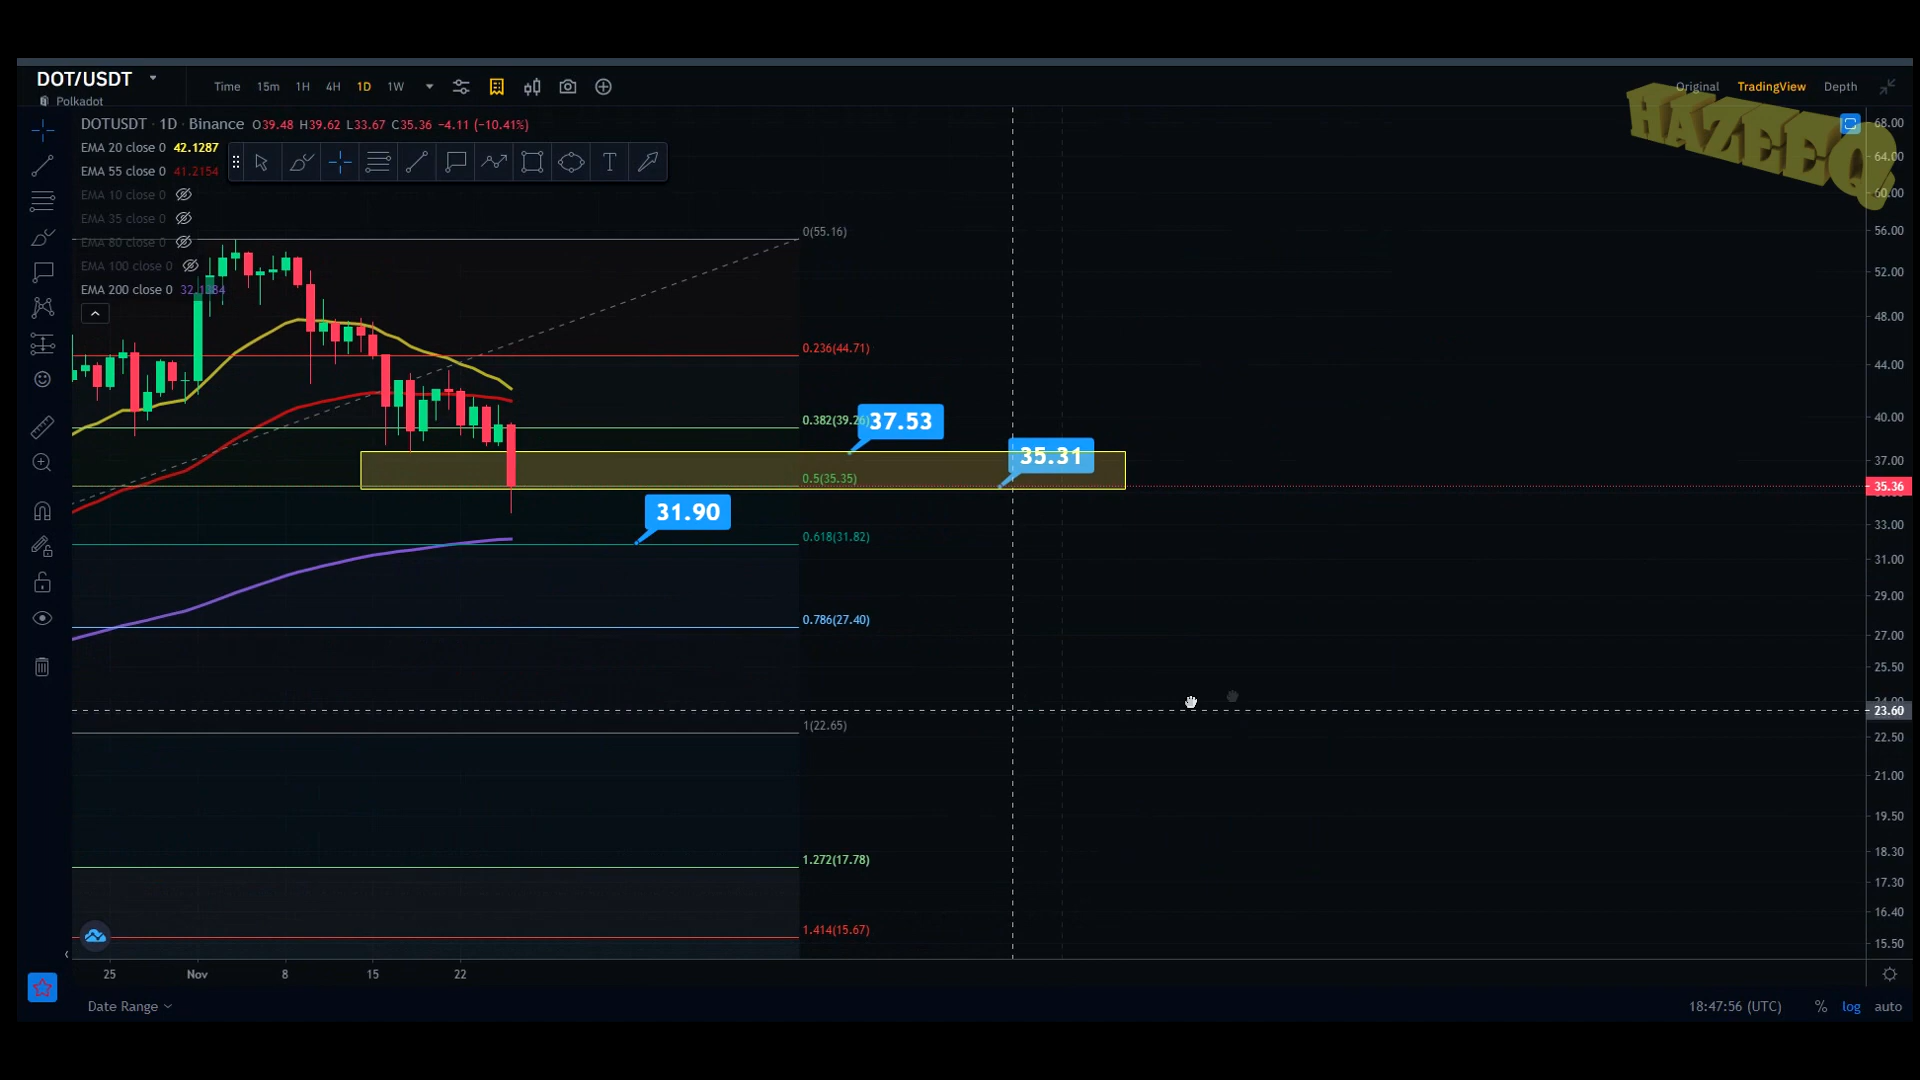 DOT/USDT
Polkadot
Time 15m 1H 4H 1D 1W
Original TradingView Depth
HAZEEQ
DOTUSDT · 1D · Binance O39.48 H39.62 L33.67 C35.36 −4.11 (−10.41%)
EMA 20 close 0 42.1287
EMA 55 close 0 41.2154
EMA 10 close 0
EMA 35 close 0
EMA 80 close 0
EMA 100 close 0
EMA 200 close 0
T
0(55.16)
0.236(44.71)
0.382(39.26)
37.53
35.31
0.5(35.35)
31.90
0.618(31.82)
0.786(27.40)
1(22.65)
1.272(17.78)
1.414(15.67)
68.00
64.00
60.00
56.00
52.00
48.00
44.00
40.00
37.00
35.36
33.00
31.00
29.00
27.00
25.50
23.60
22.50
21.00
19.50
18.30
17.30
16.40
15.50
25 Nov 8 15 22
Date Range
18:47:56 (UTC) % log auto